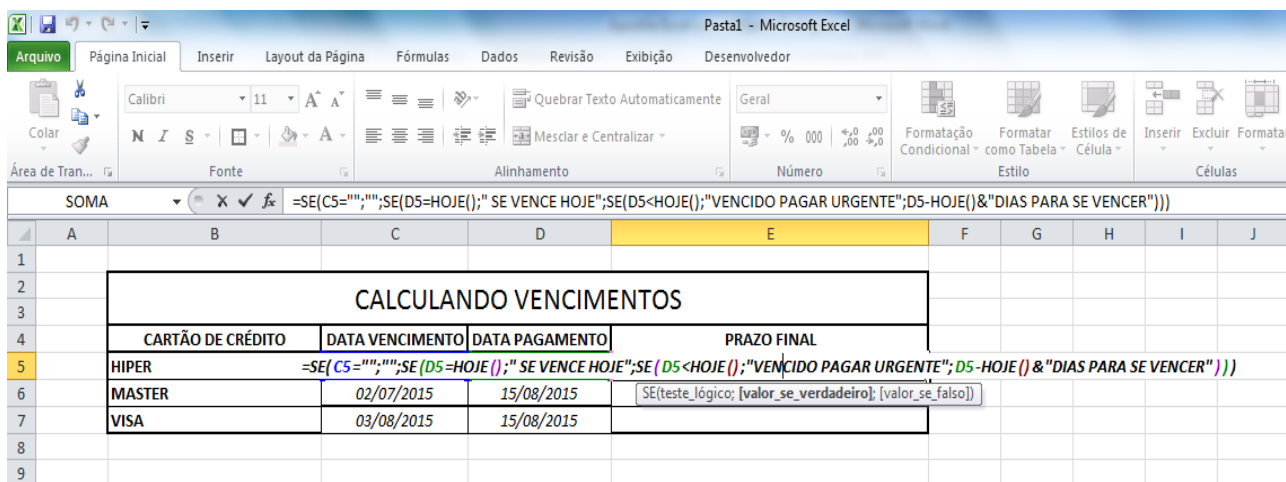 Pasta1 - Microsoft Excel
Arquivo Página Inicial Inserir Layout da Página Fórmulas Dados Revisão Exibição Desenvolvedor
Colar
Calibri 11 A A Quebrar Texto Automaticamente Geral
N I S A Mesclar e Centralizar % 000 ,00 ,0 ,00 ,0
Formatação Condicional Formatar como Tabela Estilos de Célula Inserir Excluir Formata
Área de Tran... Fonte Alinhamento Número Estilo Células
SOMA fx =SE(C5="";"";SE(D5=HOJE();" SE VENCE HOJE";SE(D5<HOJE();"VENCIDO PAGAR URGENTE";D5-HOJE()&"DIAS PARA SE VENCER")))
A B C D E F G H I J
1
2
CALCULANDO VENCIMENTOS
3
4 CARTÃO DE CRÉDITO DATA VENCIMENTO DATA PAGAMENTO PRAZO FINAL
5 HIPER =SE(C5="";"";SE(D5=HOJE();" SE VENCE HOJE";SE(D5<HOJE();"VENCIDO PAGAR URGENTE";D5-HOJE()&"DIAS PARA SE VENCER")))
6 MASTER 02/07/2015 15/08/2015 SE(teste_lógico; [valor_se_verdadeiro]; [valor_se_falso])
7 VISA 03/08/2015 15/08/2015
8
9